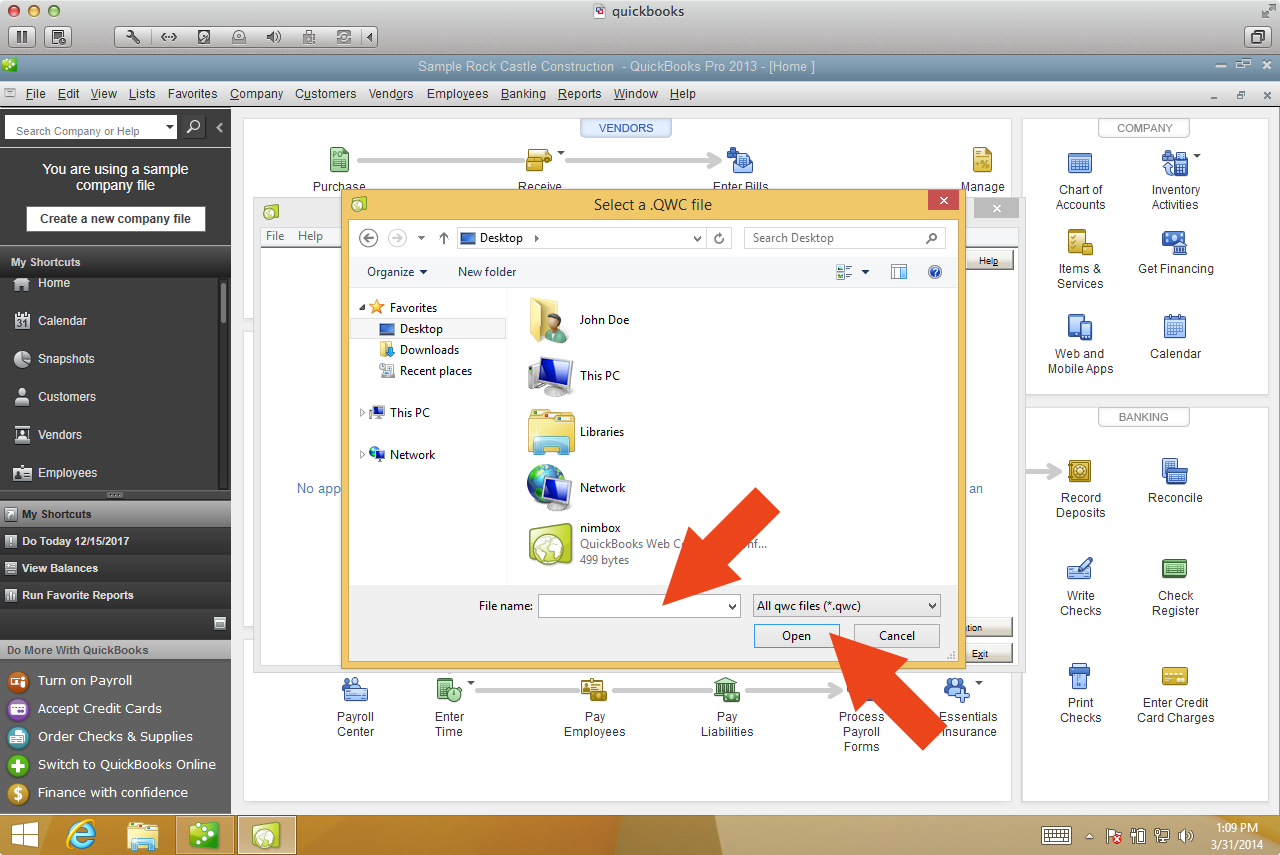 quickbooks
Sample Rock Castle Construction - QuickBooks Pro 2013 - [Home ]
File Edit View Lists Favorites Company Customers Vendors Employees Banking Reports Window Help
Search Company or Help
You are using a sample
company file
Create a new company file
My Shortcuts
Home
31
Calendar
Snapshots
Customers
Vendors
Employees
My Shortcuts
Do Today 12/15/2017
View Balances
Run Favorite Reports
Do More With QuickBooks
Turn on Payroll
Accept Credit Cards
Order Checks & Supplies
Switch to QuickBooks Online
$
Finance with confidence
VENDORS
PO
Purchase
Receive
Enter Bills
Manage
File Help
Help
No app
an
tion
Exit
Select a .QWC file
Desktop
Search Desktop
Organize
New folder
Favorites
Desktop
Downloads
Recent places
This PC
Network
John Doe
This PC
Libraries
Network
nimbox
QuickBooks Web C nf...
499 bytes
File name:
All qwc files (*.qwc)
Open
Cancel
Payroll
Center
Enter
Time
Pay
Employees
Pay
Liabilities
Process
Payroll
Forms
Essentials
Insurance
COMPANY
Chart of
Accounts
Inventory
Activities
Items &
Services
Get Financing
Web and
Mobile Apps
Calendar
BANKING
Record
Deposits
Reconcile
Write
Checks
Check
Register
Print
Checks
Enter Credit
Card Charges
1:09 PM
3/31/2014